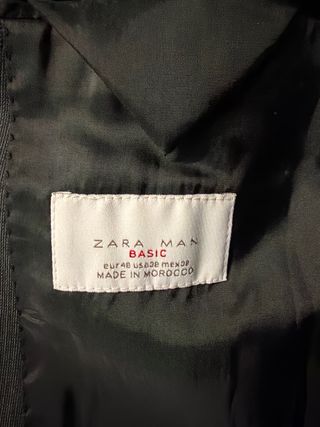 ZARA MAN
BASIC
eur48 usa38 mex38
MADE IN MOROCCO